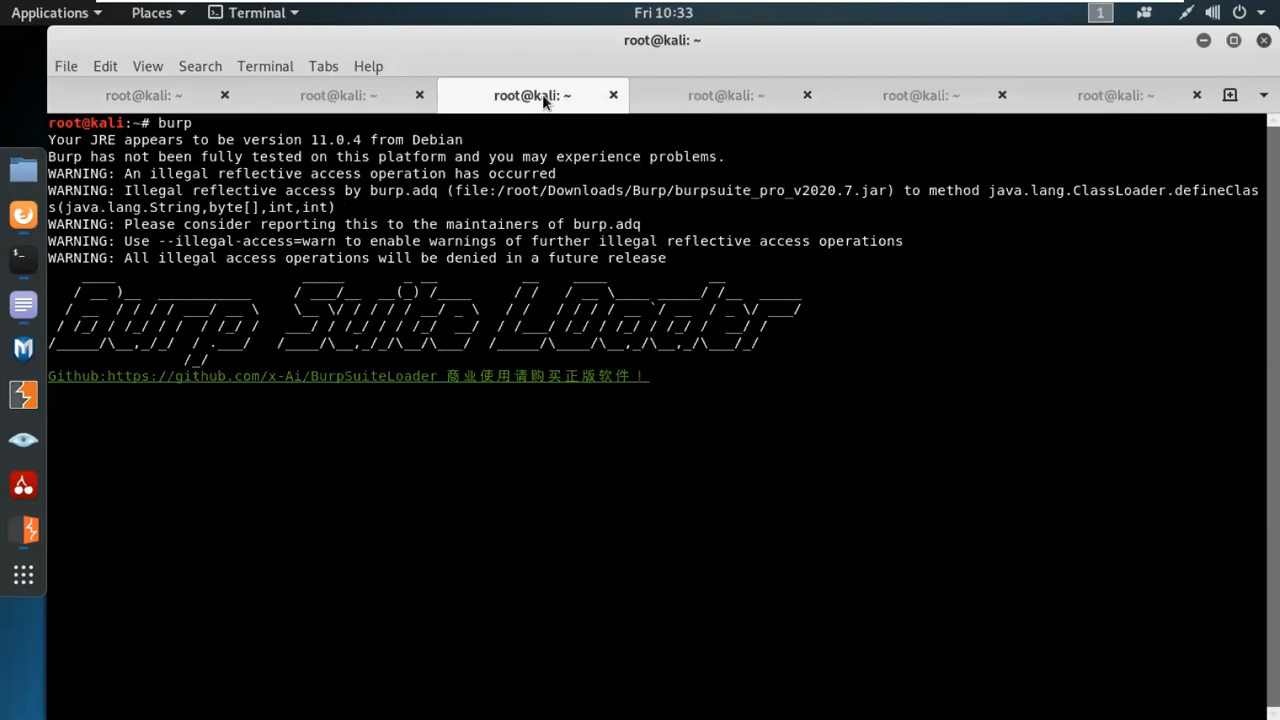 Applications Places Terminal Fri 10:33 1
root@kali: ~
File Edit View Search Terminal Tabs Help
root@kali: ~ root@kali: ~ root@kali: ~ root@kali: ~ root@kali: ~ root@kali: ~
root@kali:~# burp
Your JRE appears to be version 11.0.4 from Debian
Burp has not been fully tested on this platform and you may experience problems.
WARNING: An illegal reflective access operation has occurred
WARNING: Illegal reflective access by burp.adq (file:/root/Downloads/Burp/burpsuite_pro_v2020.7.jar) to method java.lang.ClassLoader.defineClas
s(java.lang.String,byte[],int,int)
WARNING: Please consider reporting this to the maintainers of burp.adq
WARNING: Use --illegal-access=warn to enable warnings of further illegal reflective access operations
WARNING: All illegal access operations will be denied in a future release
Burp Suite LOader
Github:https://github.com/x-Ai/BurpSuiteLoader 商业使用请购买正版软件！